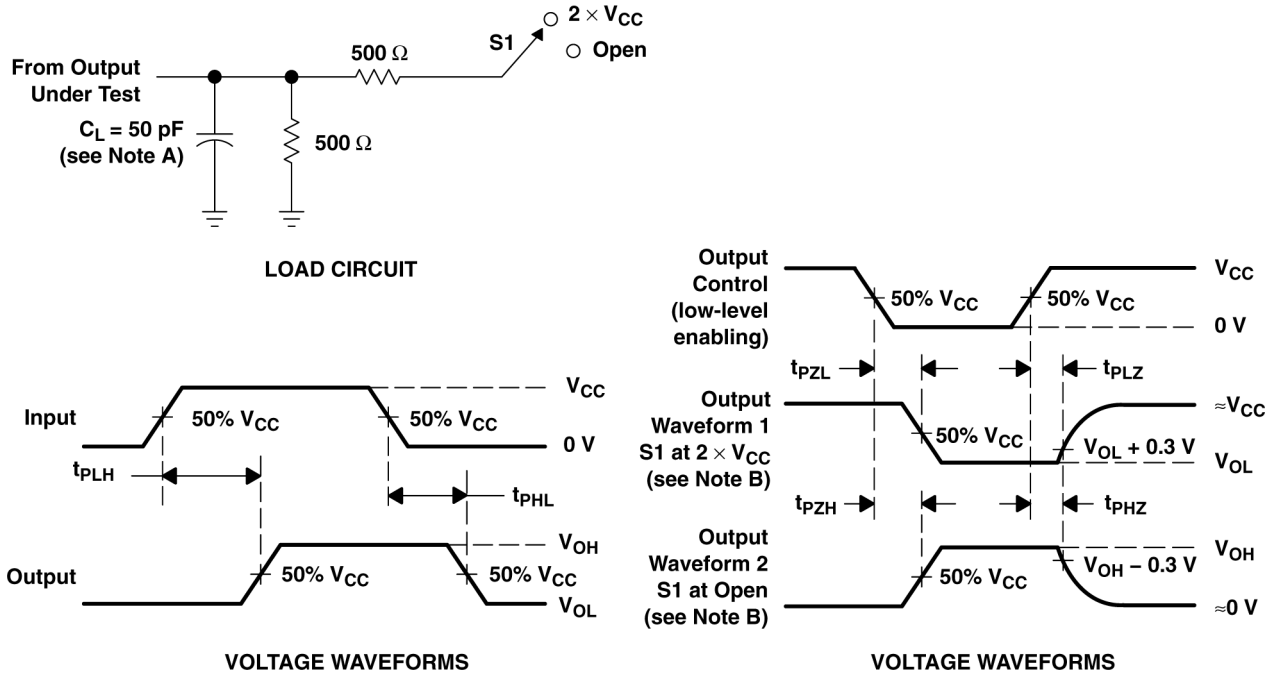 2 × VCC
S1
Open
500 Ω
From Output
Under Test
CL = 50 pF
(see Note A)
500 Ω
LOAD CIRCUIT
Input
50% VCC
50% VCC
VCC
0 V
tPLH
tPHL
Output
50% VCC
50% VCC
VOH
VOL
VOLTAGE WAVEFORMS
Output
Control
(low-level
enabling)
50% VCC
50% VCC
VCC
0 V
tPZL
tPLZ
Output
Waveform 1
S1 at 2 × VCC
(see Note B)
50% VCC
VOL + 0.3 V
≈VCC
VOL
tPZH
tPHZ
Output
Waveform 2
S1 at Open
(see Note B)
50% VCC
VOH − 0.3 V
VOH
≈0 V
VOLTAGE WAVEFORMS